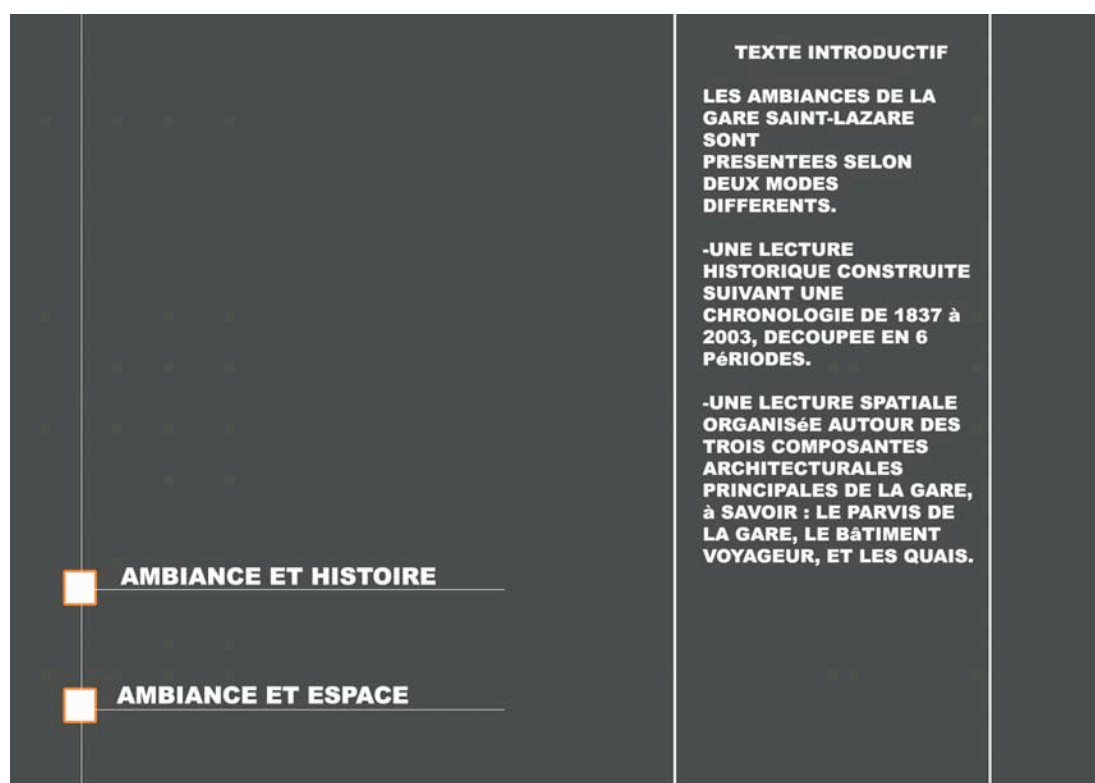 TEXTE INTRODUCTIF
LES AMBIANCES DE LA
GARE SAINT-LAZARE
SONT
PRESENTEES SELON
DEUX MODES
DIFFERENTS.
-UNE LECTURE
HISTORIQUE CONSTRUITE
SUIVANT UNE
CHRONOLOGIE DE 1837 à
2003, DECOUPEE EN 6
PéRIODES.
-UNE LECTURE SPATIALE
ORGANISéE AUTOUR DES
TROIS COMPOSANTES
ARCHITECTURALES
PRINCIPALES DE LA GARE,
à SAVOIR : LE PARVIS DE
LA GARE, LE BâTIMENT
VOYAGEUR, ET LES QUAIS.
AMBIANCE ET HISTOIRE
AMBIANCE ET ESPACE